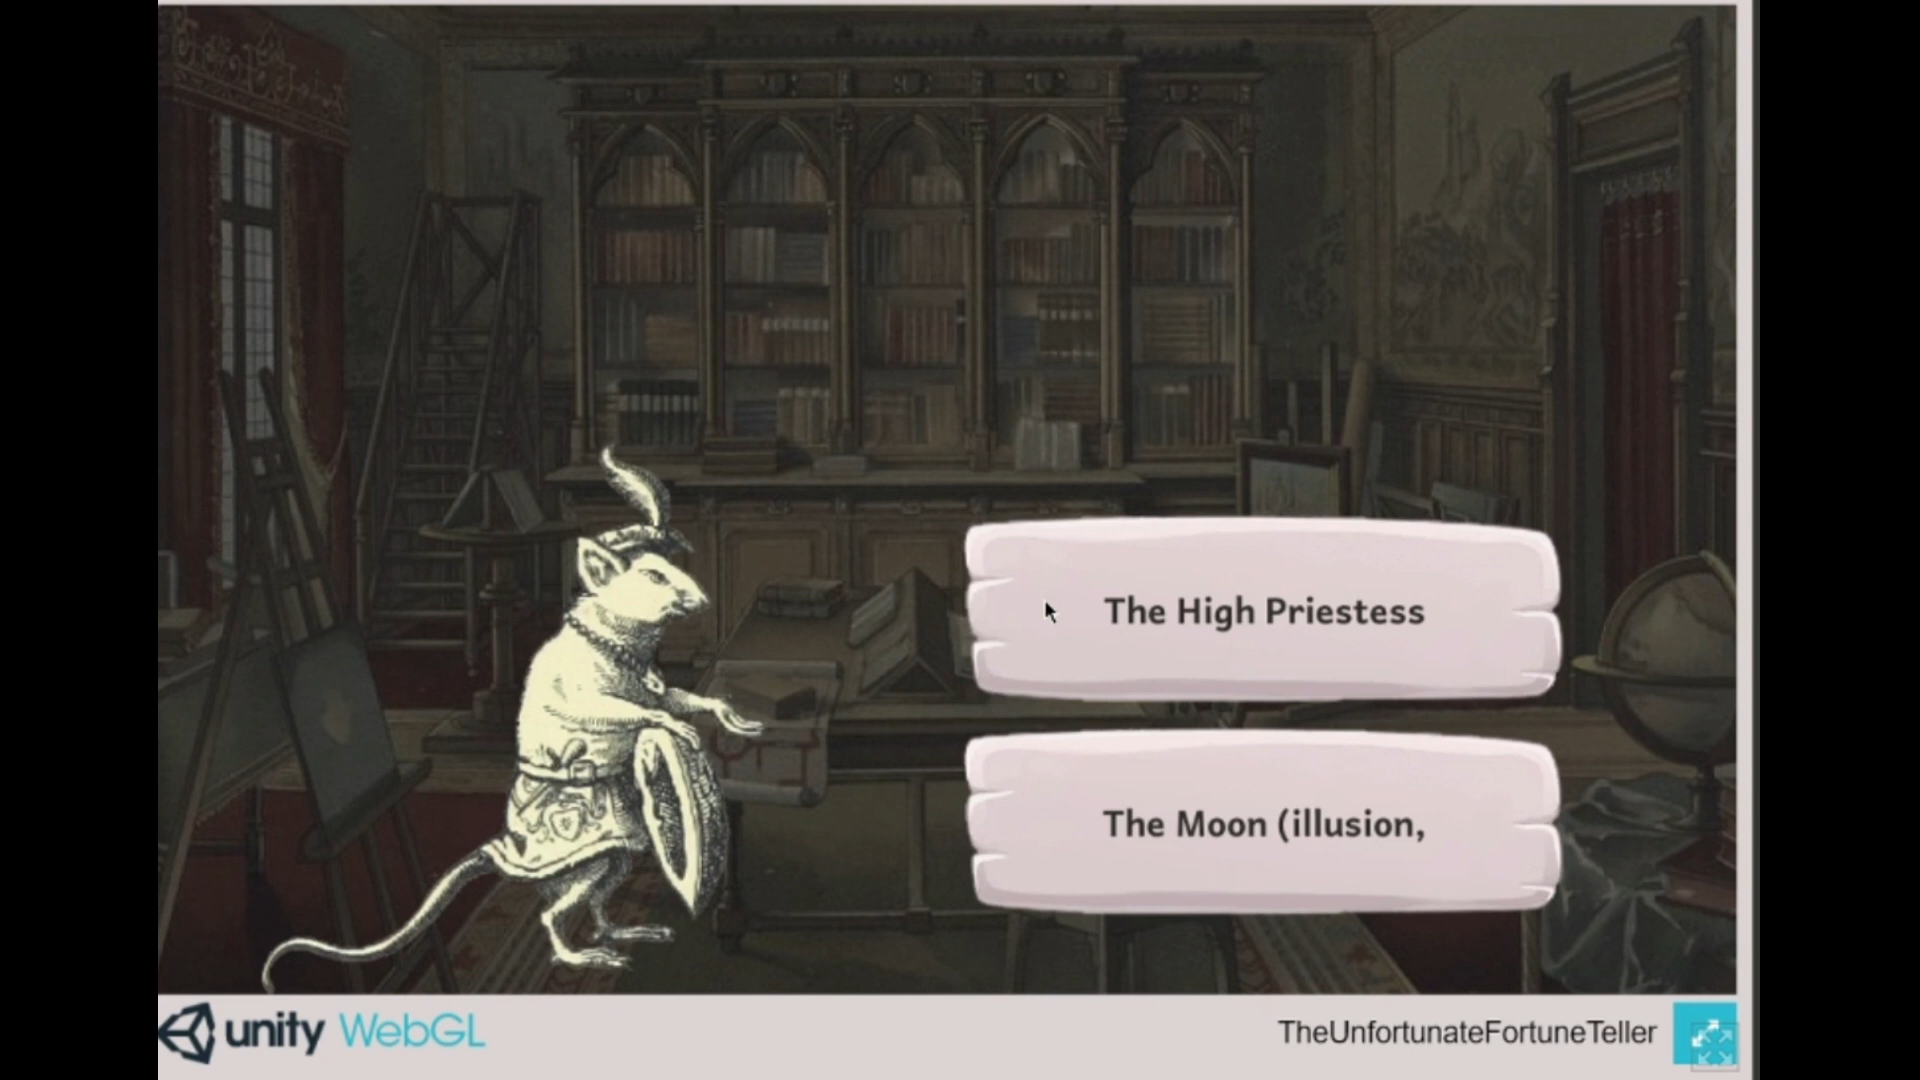 The High Priestess
The Moon (illusion,
unity WebGL
TheUnfortunateFortuneTeller